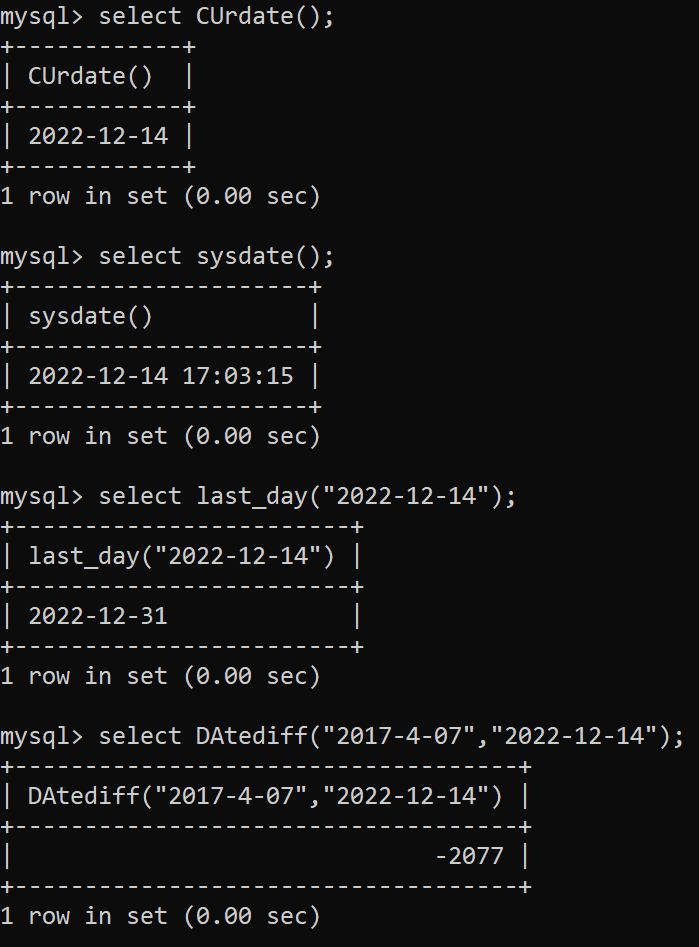 mysql> select CUrdate();
+------------+
| CUrdate()  |
+------------+
| 2022-12-14 |
+------------+
1 row in set (0.00 sec)

mysql> select sysdate();
+---------------------+
| sysdate()           |
+---------------------+
| 2022-12-14 17:03:15 |
+---------------------+
1 row in set (0.00 sec)

mysql> select last_day("2022-12-14");
+------------------------+
| last_day("2022-12-14") |
+------------------------+
| 2022-12-31             |
+------------------------+
1 row in set (0.00 sec)

mysql> select DAtediff("2017-4-07","2022-12-14");
+------------------------------------+
| DAtediff("2017-4-07","2022-12-14") |
+------------------------------------+
|                              -2077 |
+------------------------------------+
1 row in set (0.00 sec)